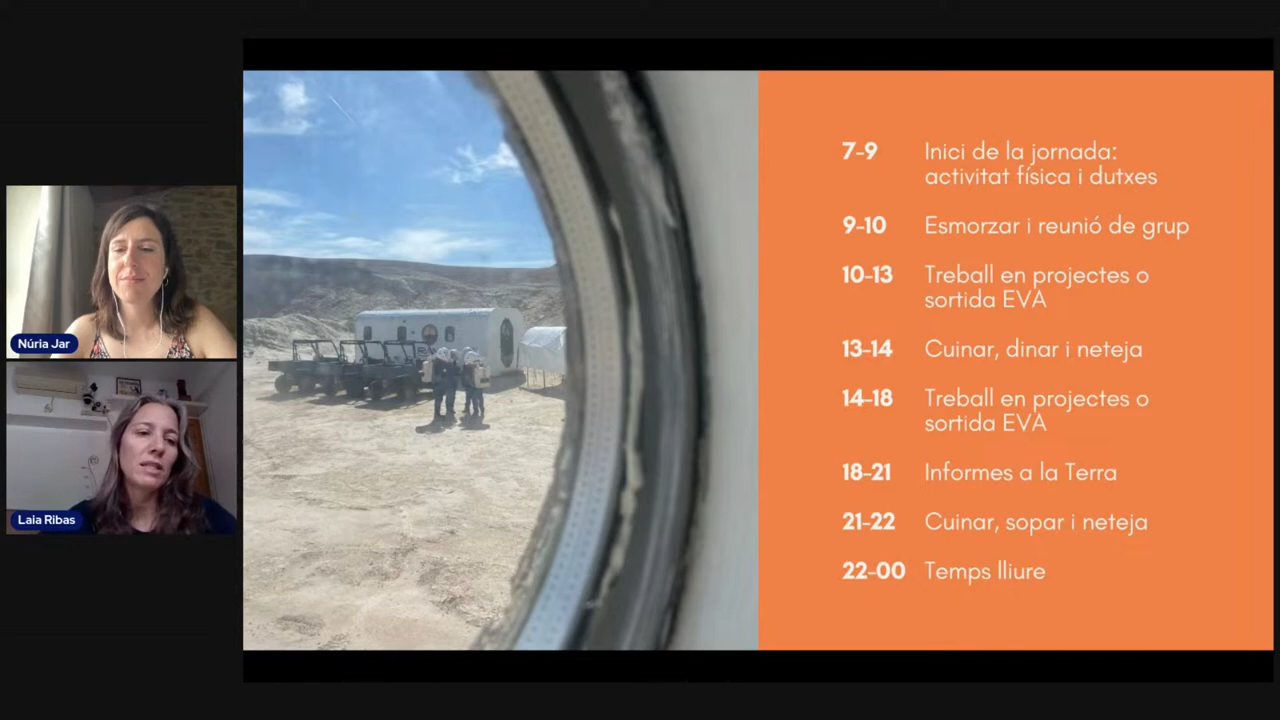 Núria Jar
Laia Ribas
7-9 Inici de la jornada:
activitat física i dutxes
9-10 Esmorzar i reunió de grup
10-13 Treball en projectes o
sortida EVA
13-14 Cuinar, dinar i neteja
14-18 Treball en projectes o
sortida EVA
18-21 Informes a la Terra
21-22 Cuinar, sopar i neteja
22-00 Temps lliure